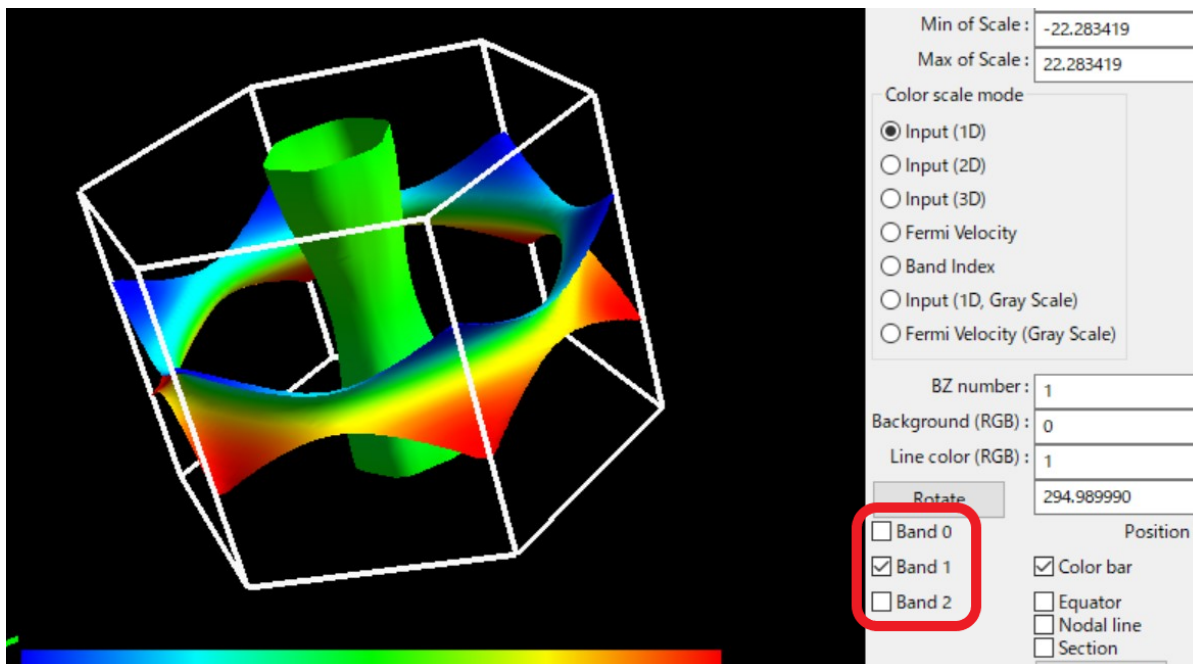 Min of Scale : -22.283419
Max of Scale : 22.283419
Color scale mode
Input (1D)
Input (2D)
Input (3D)
Fermi Velocity
Band Index
Input (1D, Gray Scale)
Fermi Velocity (Gray Scale)
BZ number : 1
Background (RGB) : 0
Line color (RGB) : 1
Rotate 294.989990
Band 0 Position
Band 1 Color bar
Band 2 Equator
Nodal line
Section